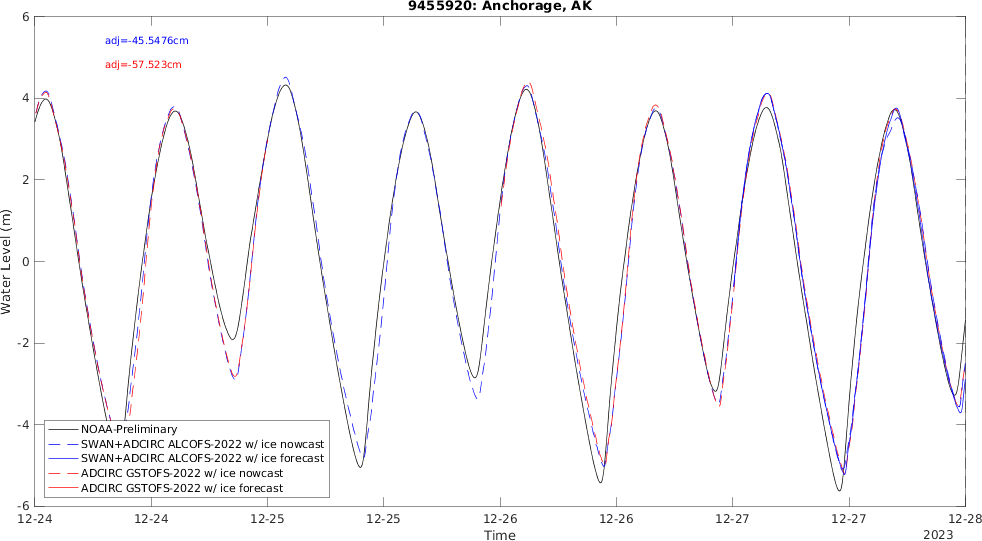 9455920: Anchorage, AK
adj=-45.5476cm
adj=-57.523cm
6
4
2
0
-2
-4
-6
Water Level (m)
NOAA-Preliminary
SWAN+ADCIRC ALCOFS-2022 w/ ice nowcast
SWAN+ADCIRC ALCOFS-2022 w/ ice forecast
ADCIRC GSTOFS-2022 w/ ice nowcast
ADCIRC GSTOFS-2022 w/ ice forecast
12-24 12-24 12-25 12-25 12-26 12-26 12-27 12-27 12-28
Time
2023